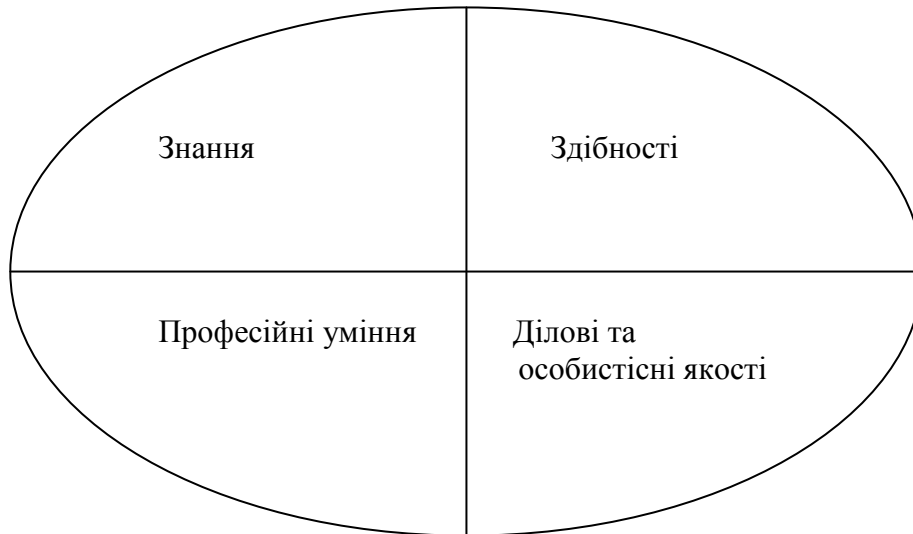 Знання
Здібності
Професійні уміння
Ділові та
особистісні якості